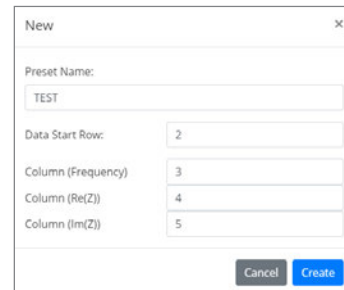 New ×
Preset Name:
TEST
Data Start Row: 2
Column (Frequency) 3
Column (Re(Z)) 4
Column (Im(Z)) 5
Cancel Create